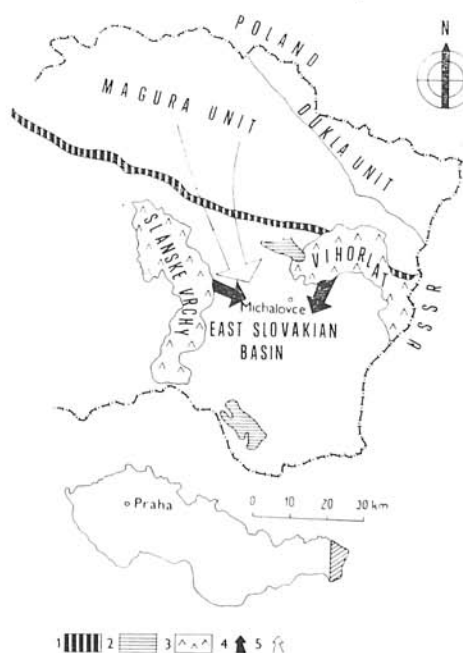 N
POLAND
MAGURA UNIT
DUKLA UNIT
SLANSKE VRCHY
VIHORLAT
Michalovce
EAST SLOVAKIAN
BASIN
USSR
Praha
0 10 20 30 km
1 2 3 4 5